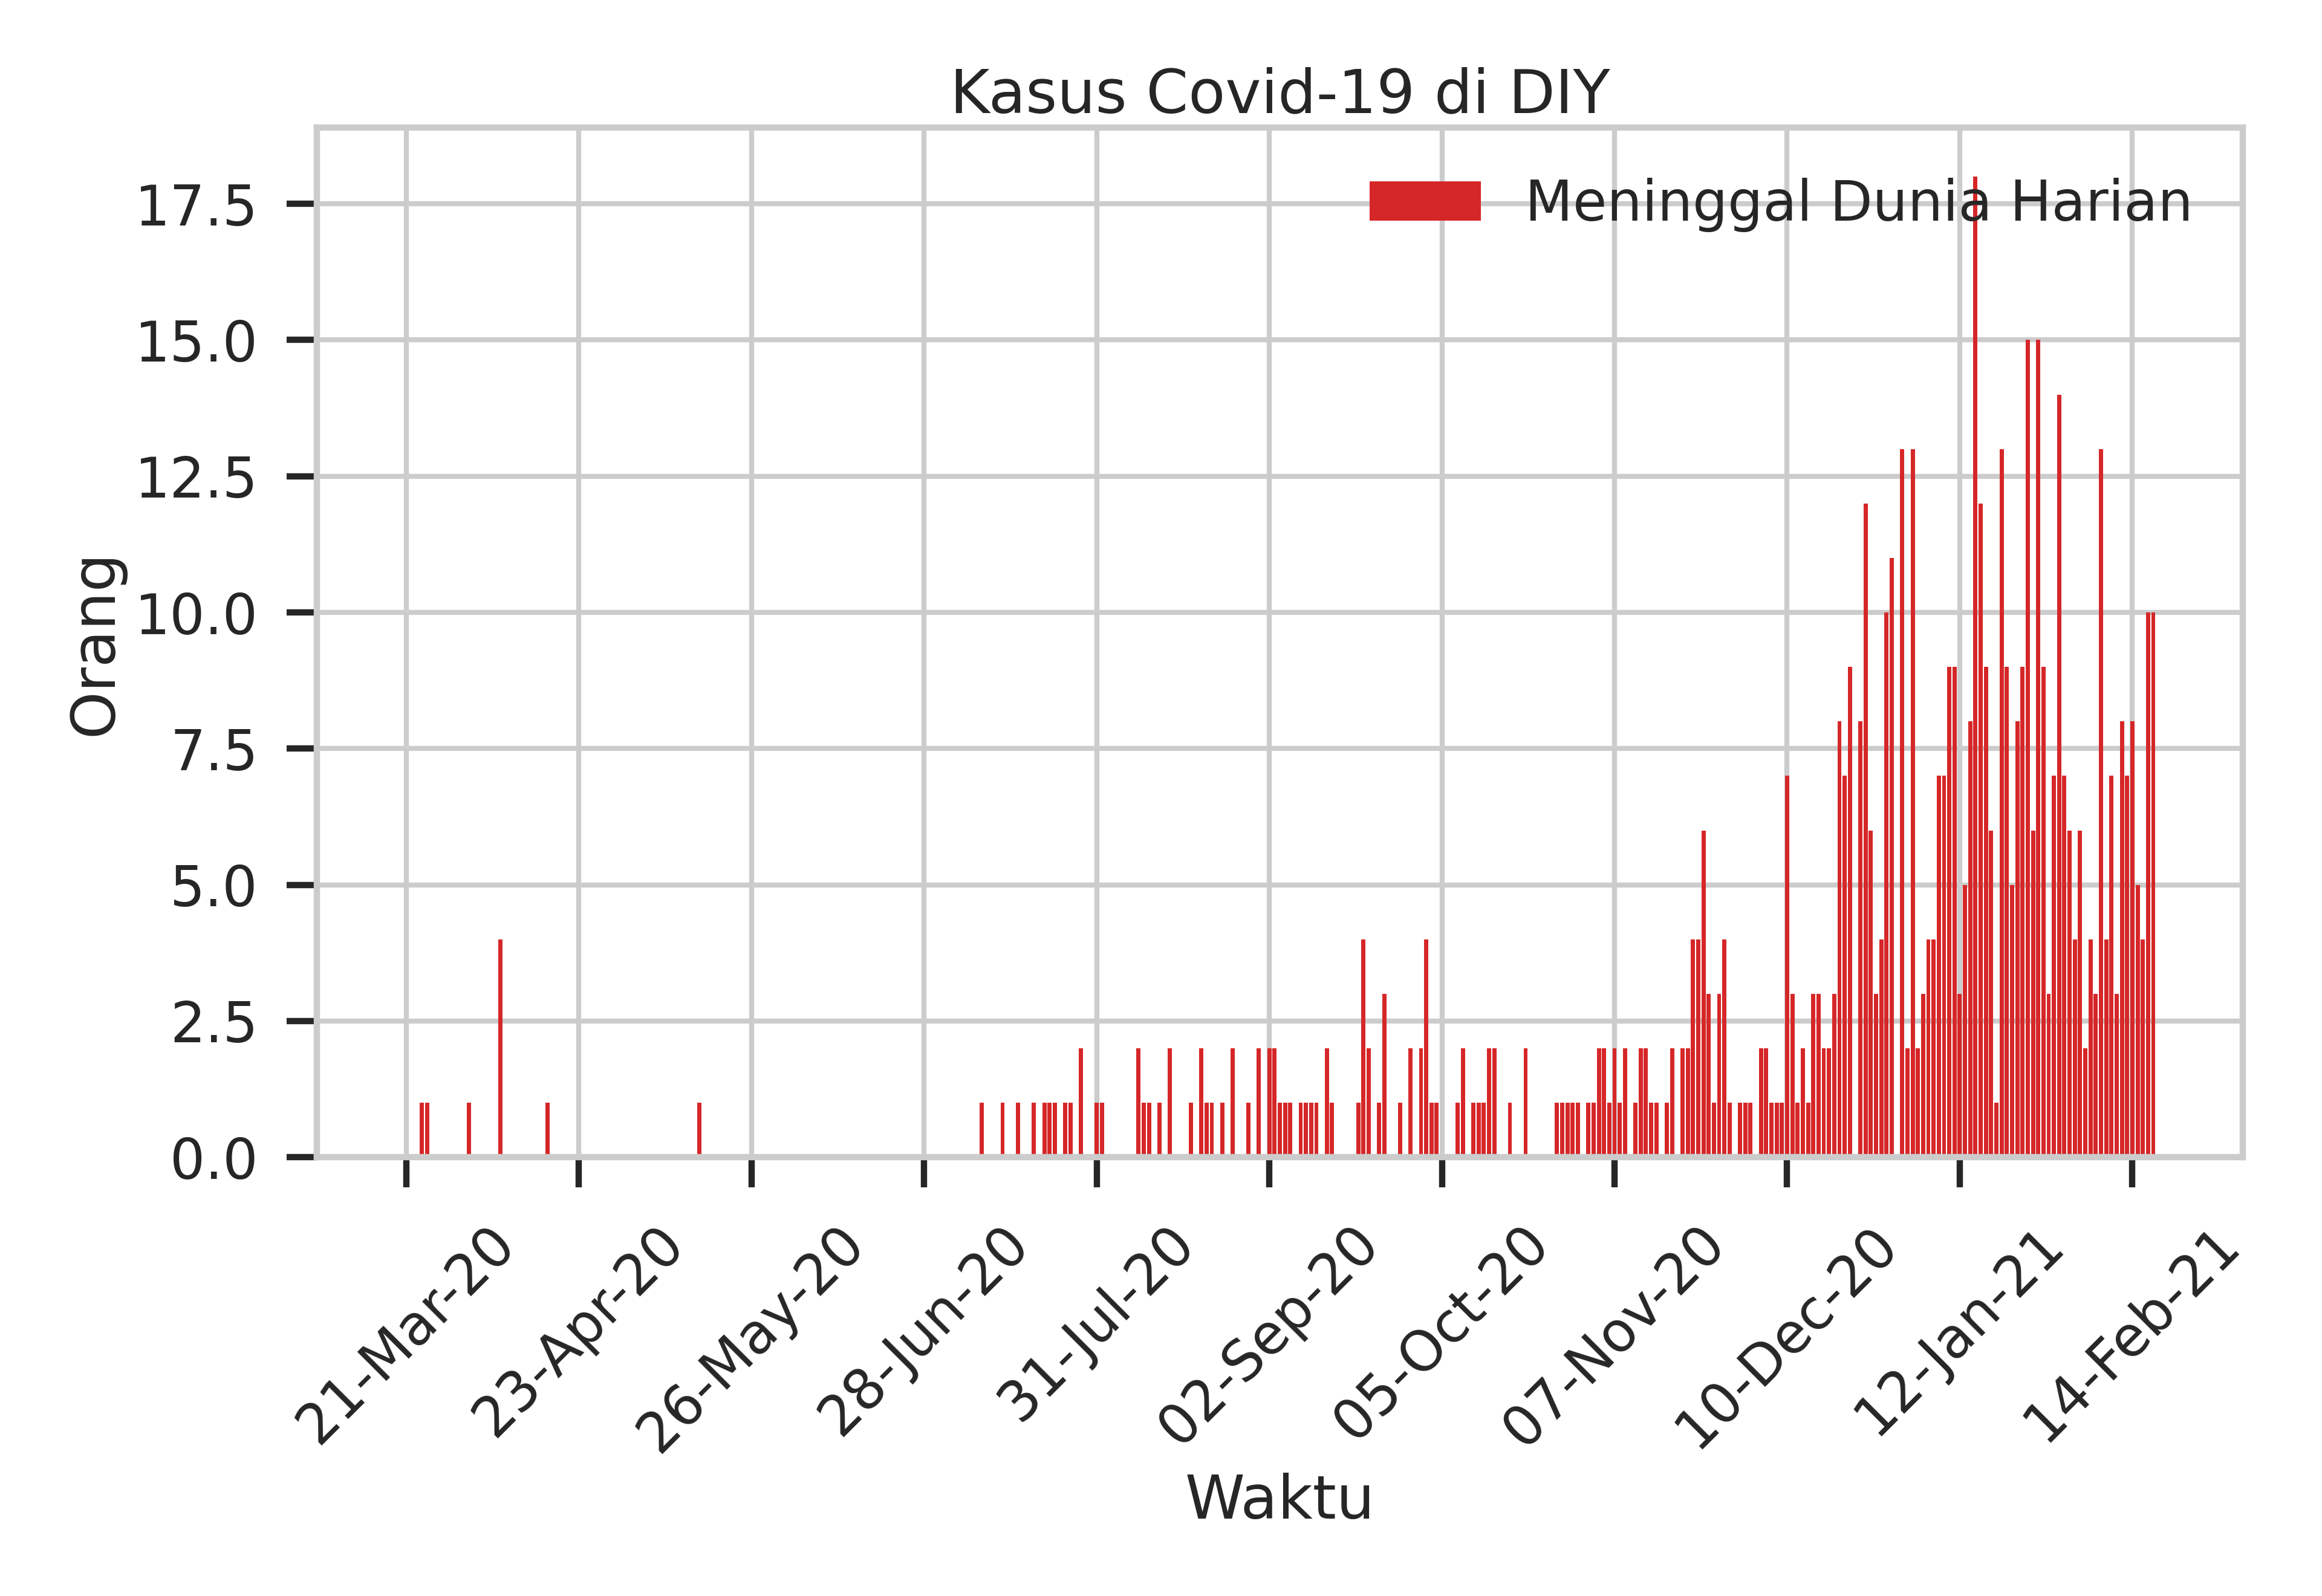 Kasus Covid-19 di DIY
Meninggal Dunia Harian
17.5
15.0
12.5
10.0
7.5
5.0
2.5
0.0
Orang
21-Mar-20
23-Apr-20
26-May-20
28-Jun-20
31-Jul-20
02-Sep-20
05-Oct-20
07-Nov-20
10-Dec-20
12-Jan-21
14-Feb-21
Waktu